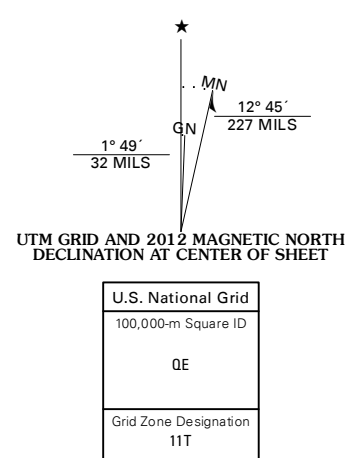 ★
MN
GN
12° 45´
227 MILS
1° 49´
32 MILS
UTM GRID AND 2012 MAGNETIC NORTH
DECLINATION AT CENTER OF SHEET
U.S. National Grid
100,000-m Square ID
QE
Grid Zone Designation
11T